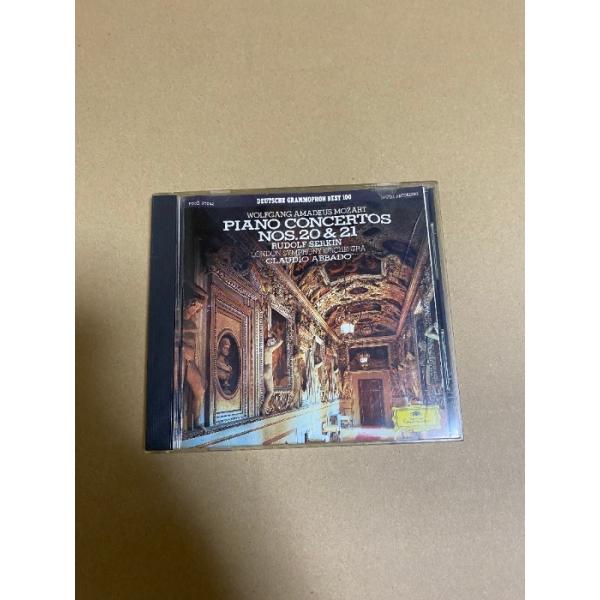 DEUTSCHE GRAMMOPHON BEST 100
WOLFGANG AMADEUS MOZART
PIANO CONCERTOS
NOS.20 & 21
RUDOLF SERKIN
LONDON SYMPHONY ORCHESTRA
CLAUDIO ABBADO